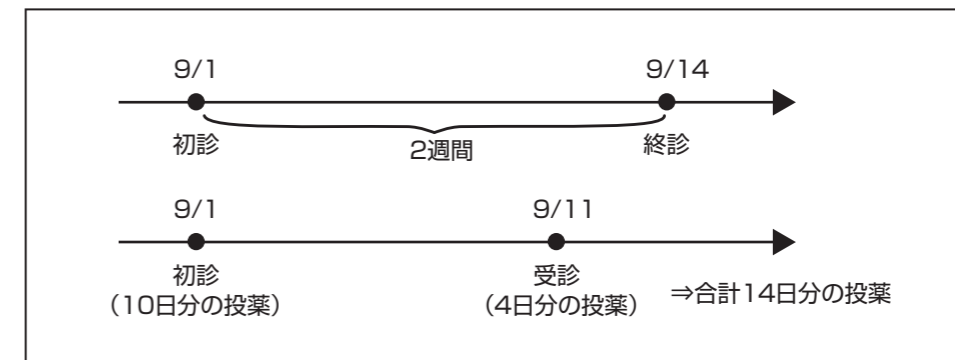 9/1 9/14
初診 2週間 終診
9/1 9/11
初診 受診
(10日分の投薬) (4日分の投薬) ⇒合計14日分の投薬